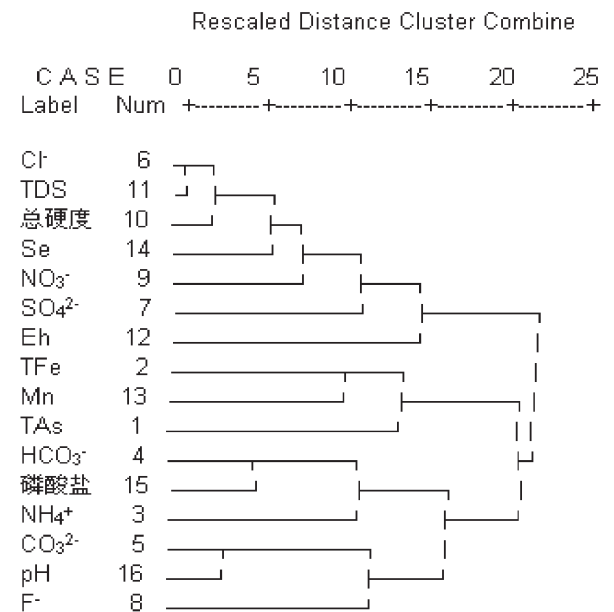 Rescaled Distance Cluster Combine
C A S E 0 5 10 15 20 25
Label Num +---------+---------+---------+---------+---------+
Cl⁻ 6
TDS 11
总硬度 10
Se 14
NO₃⁻ 9
SO₄²⁻ 7
Eh 12
TFe 2
Mn 13
TAs 1
HCO₃⁻ 4
磷酸盐 15
NH₄⁺ 3
CO₃²⁻ 5
pH 16
F⁻ 8